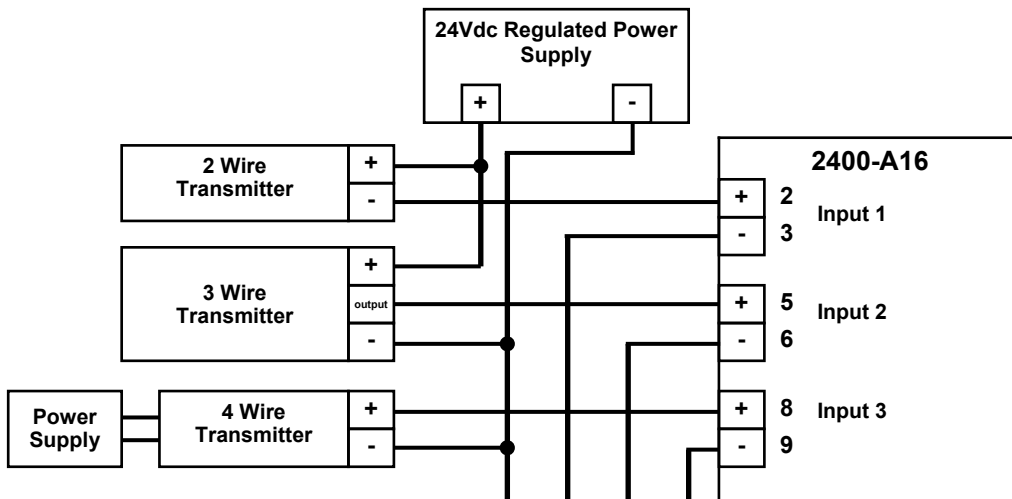 24Vdc Regulated Power
Supply
+
-
2400-A16
2 Wire
Transmitter
+
-
+
2
-
3
Input 1
3 Wire
Transmitter
+
output
-
+
5
-
6
Input 2
Power
Supply
4 Wire
Transmitter
+
-
+
8
-
9
Input 3